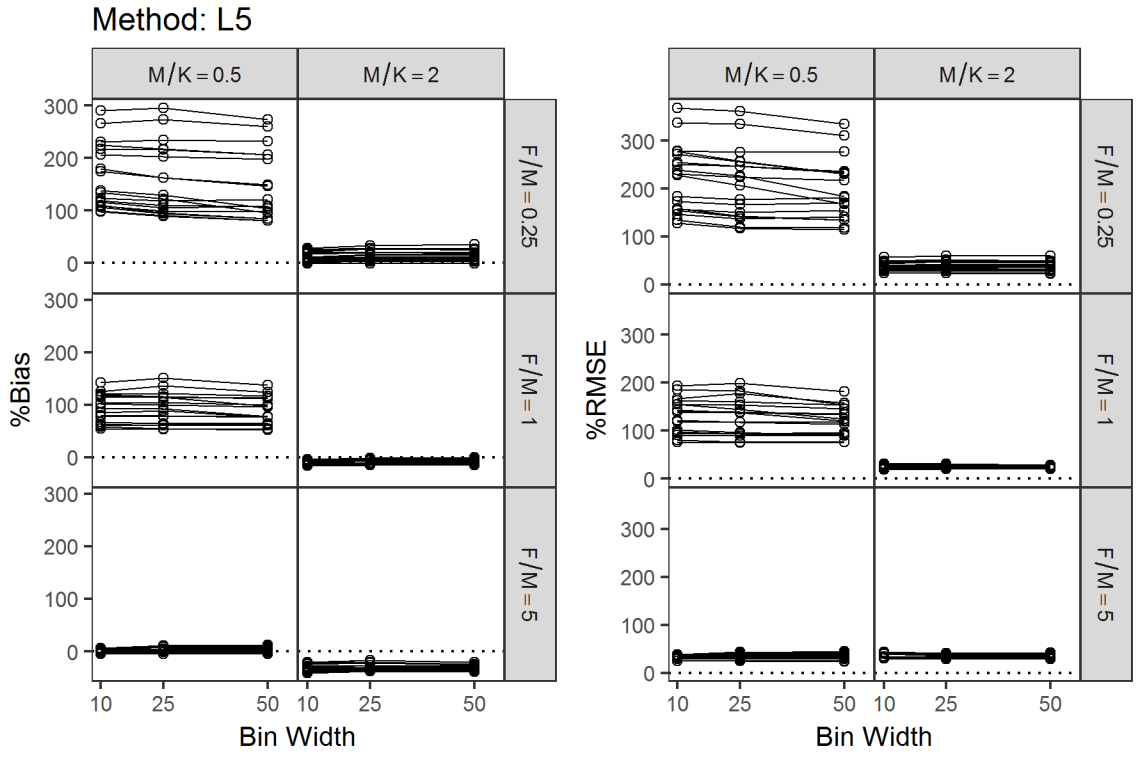 Method: L5
M/K = 0.5
M/K = 2
300
200
100
0
F/M = 0.25
300
200
100
0
F/M = 1
300
200
100
0
F/M = 5
%Bias
10
25
50
10
25
50
Bin Width
M/K = 0.5
M/K = 2
300
200
100
0
F/M = 0.25
300
200
100
0
F/M = 1
300
200
100
0
F/M = 5
%RMSE
10
25
50
10
25
50
Bin Width